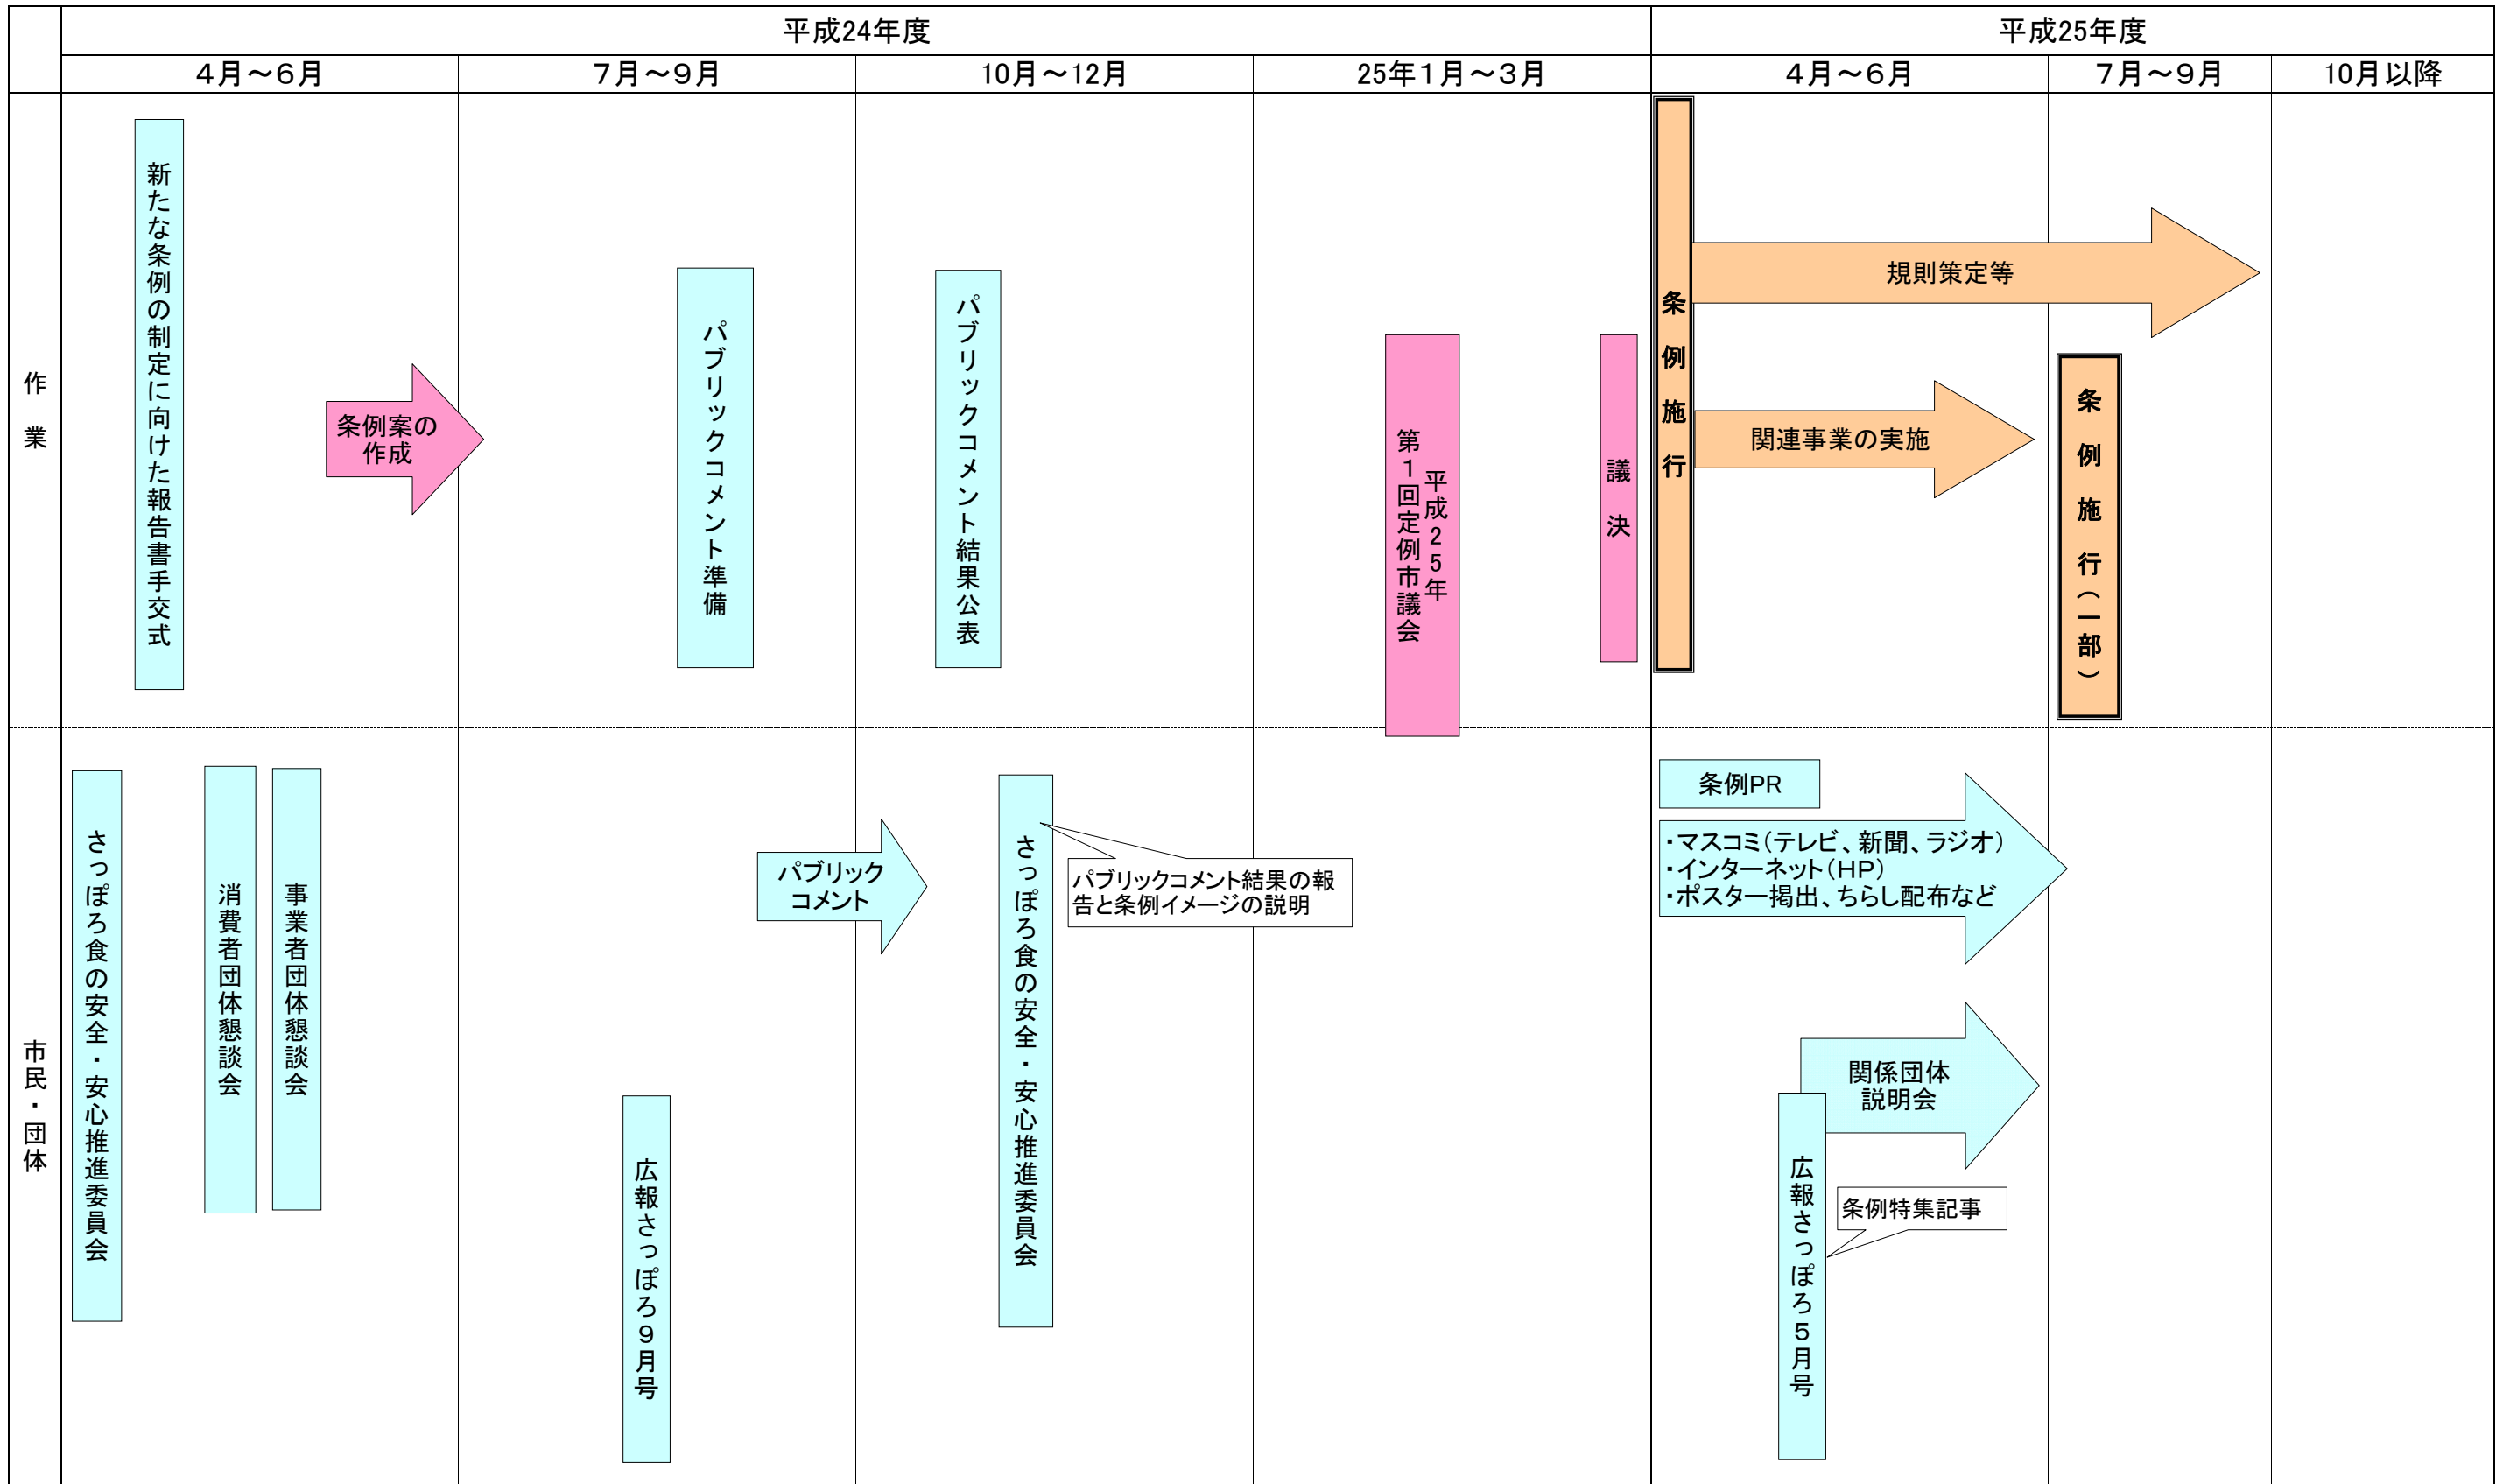 平成24年度
平成25年度
４月～６月
７月～９月
10月～12月
25年１月～３月
４月～６月
７月～９月
10月以降
作業
新たな条例の制定に向けた報告書手交式
条例案の
作成
パブリックコメント準備
パブリックコメント結果公表
平成２５年
第１回定例市議会
議決
条例施行
規則策定等
関連事業の実施
条例施行（一部）
市民・団体
さっぽろ食の安全・安心推進委員会
消費者団体懇談会
事業者団体懇談会
広報さっぽろ９月号
パブリック
コメント
さっぽろ食の安全・安心推進委員会
パブリックコメント結果の報
告と条例イメージの説明
条例PR
・マスコミ（テレビ、新聞、ラジオ）
・インターネット（ＨＰ）
・ポスター掲出、ちらし配布など
関係団体
説明会
広報さっぽろ５月号
条例特集記事